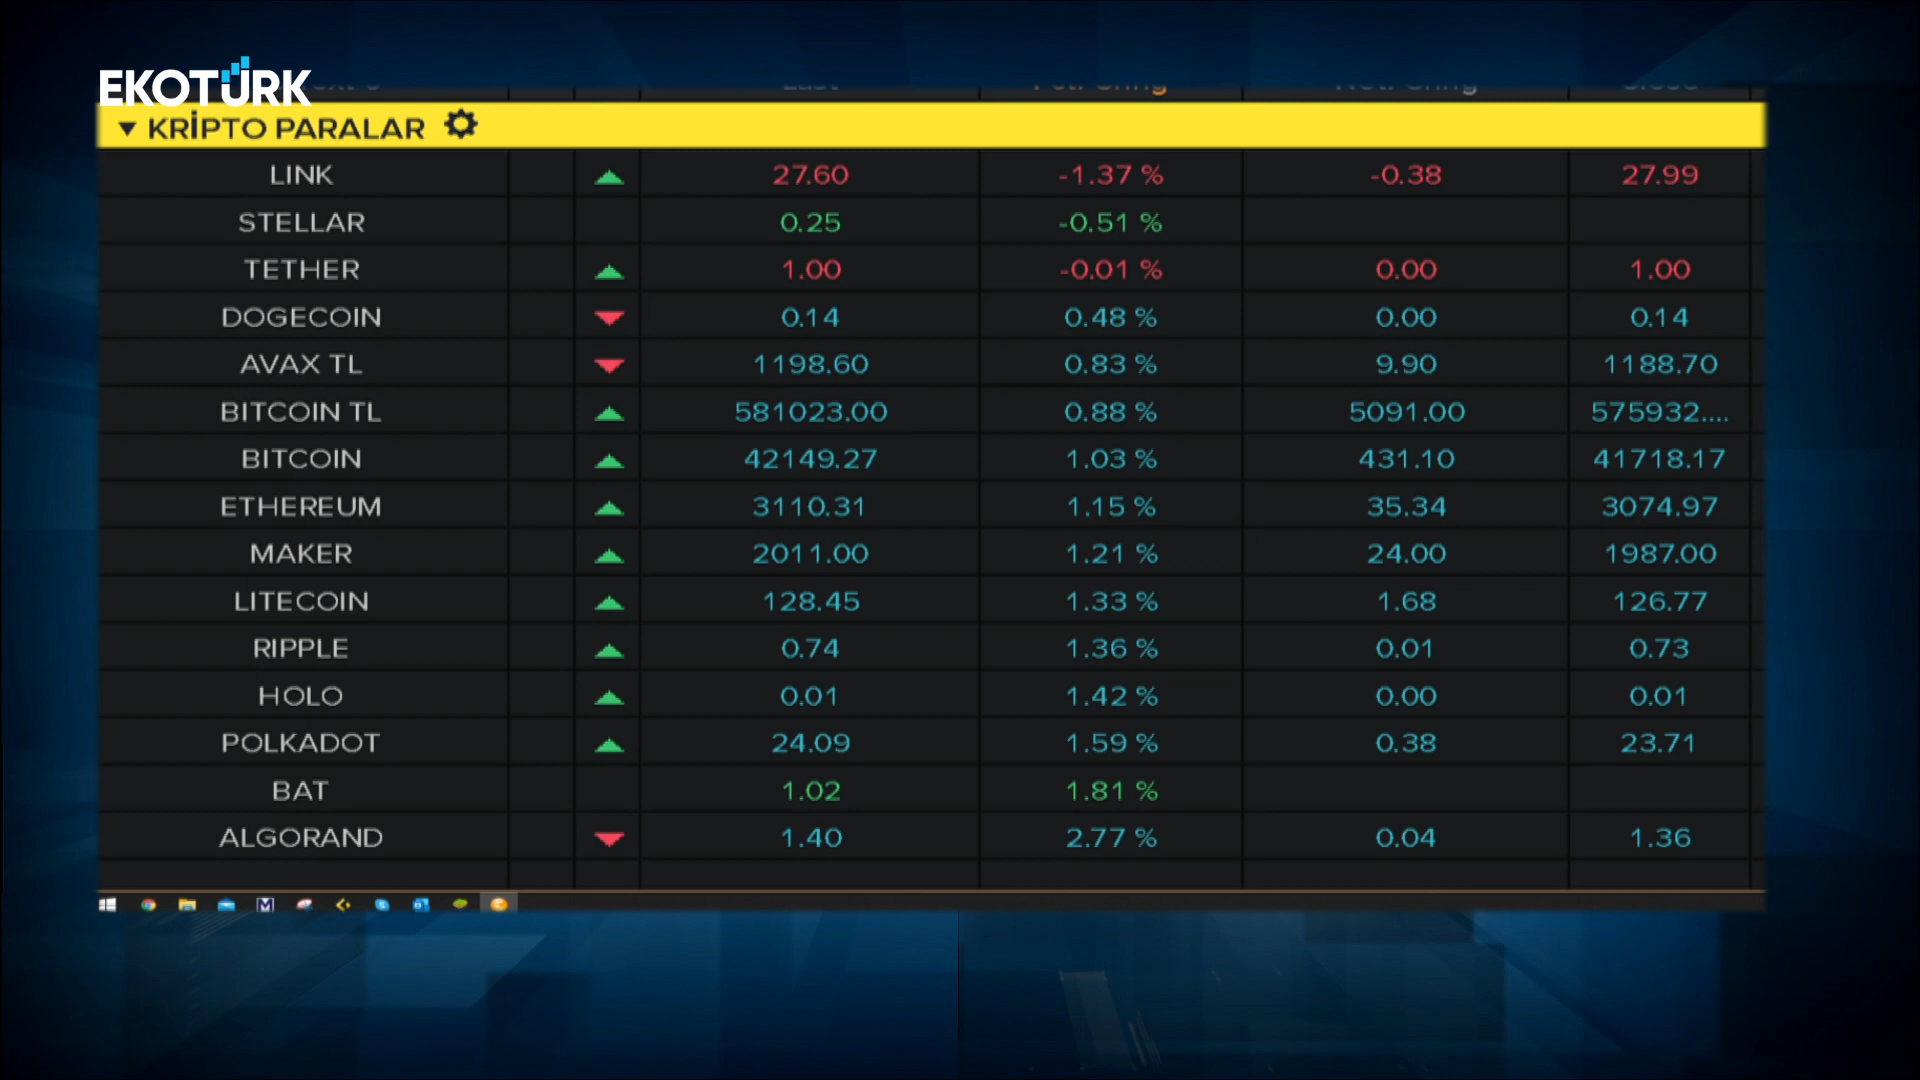 EKOTÜRK
KRİPTO PARALAR
LINK 27.60 -1.37 % -0.38 27.99
STELLAR 0.25 -0.51 %
TETHER 1.00 -0.01 % 0.00 1.00
DOGECOIN 0.14 0.48 % 0.00 0.14
AVAX TL 1198.60 0.83 % 9.90 1188.70
BITCOIN TL 581023.00 0.88 % 5091.00 575932....
BITCOIN 42149.27 1.03 % 431.10 41718.17
ETHEREUM 3110.31 1.15 % 35.34 3074.97
MAKER 2011.00 1.21 % 24.00 1987.00
LITECOIN 128.45 1.33 % 1.68 126.77
RIPPLE 0.74 1.36 % 0.01 0.73
HOLO 0.01 1.42 % 0.00 0.01
POLKADOT 24.09 1.59 % 0.38 23.71
BAT 1.02 1.81 %
ALGORAND 1.40 2.77 % 0.04 1.36